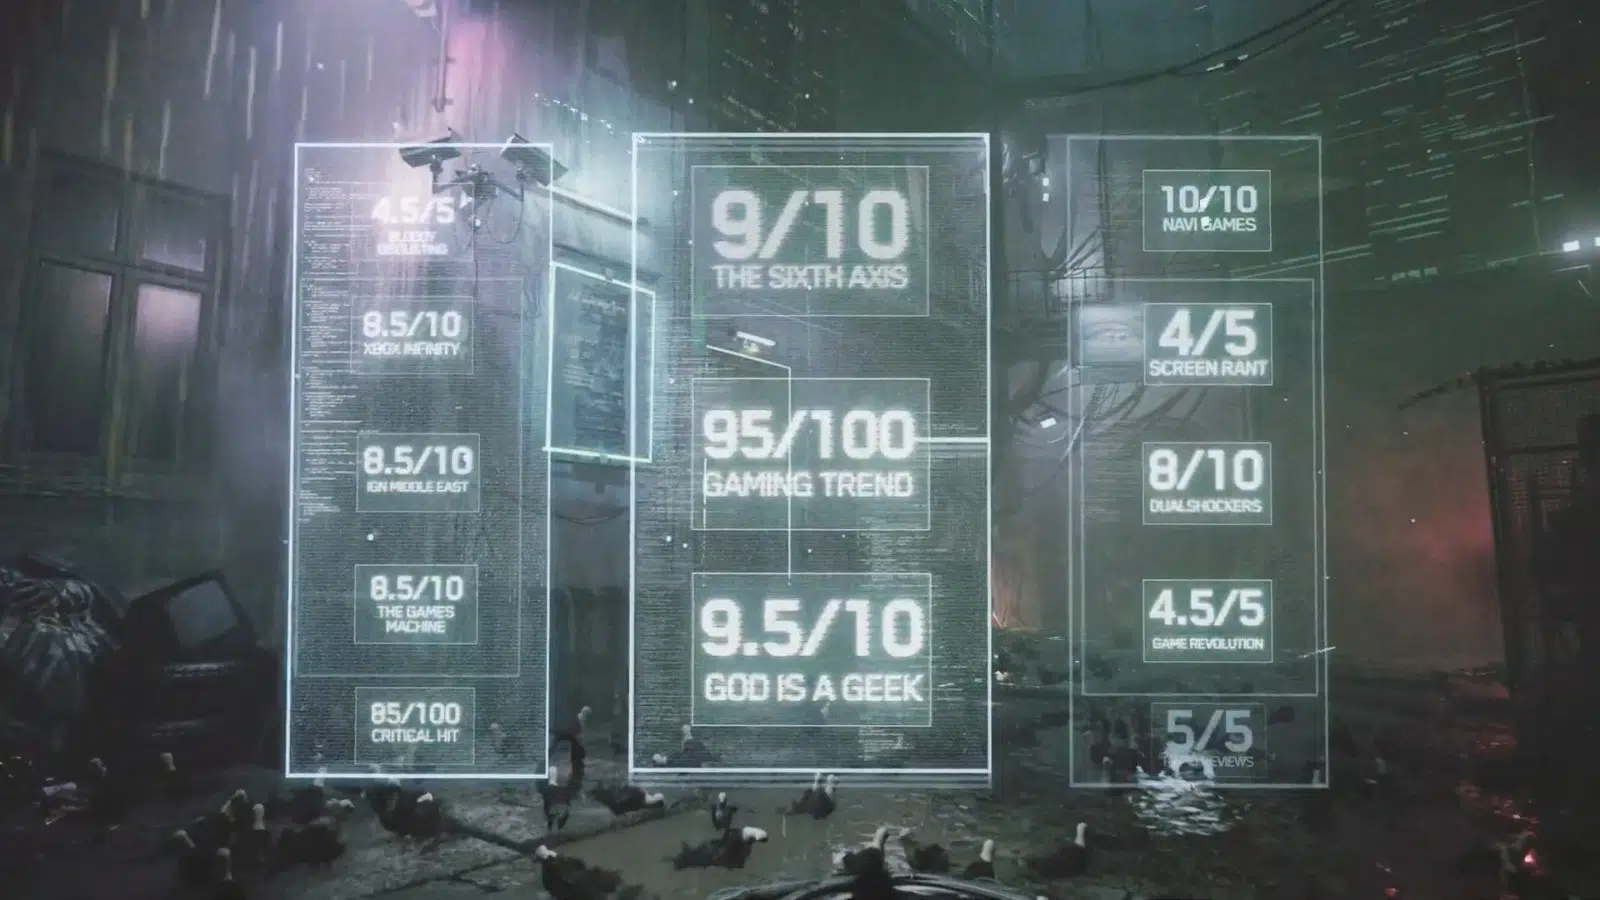 4.5/5
BLOODY
DISGUSTING
8.5/10
XBOX INFINITY
8.5/10
IGN MIDDLE EAST
8.5/10
THE GAMES
MACHINE
85/100
CRITICAL HIT
9/10
THE SIXTH AXIS
95/100
GAMING TREND
9.5/10
GOD IS A GEEK
10/10
NAVI GAMES
4/5
SCREEN RANT
8/10
DUALSHOCKERS
4.5/5
GAME REVOLUTION
5/5
REVIEWS